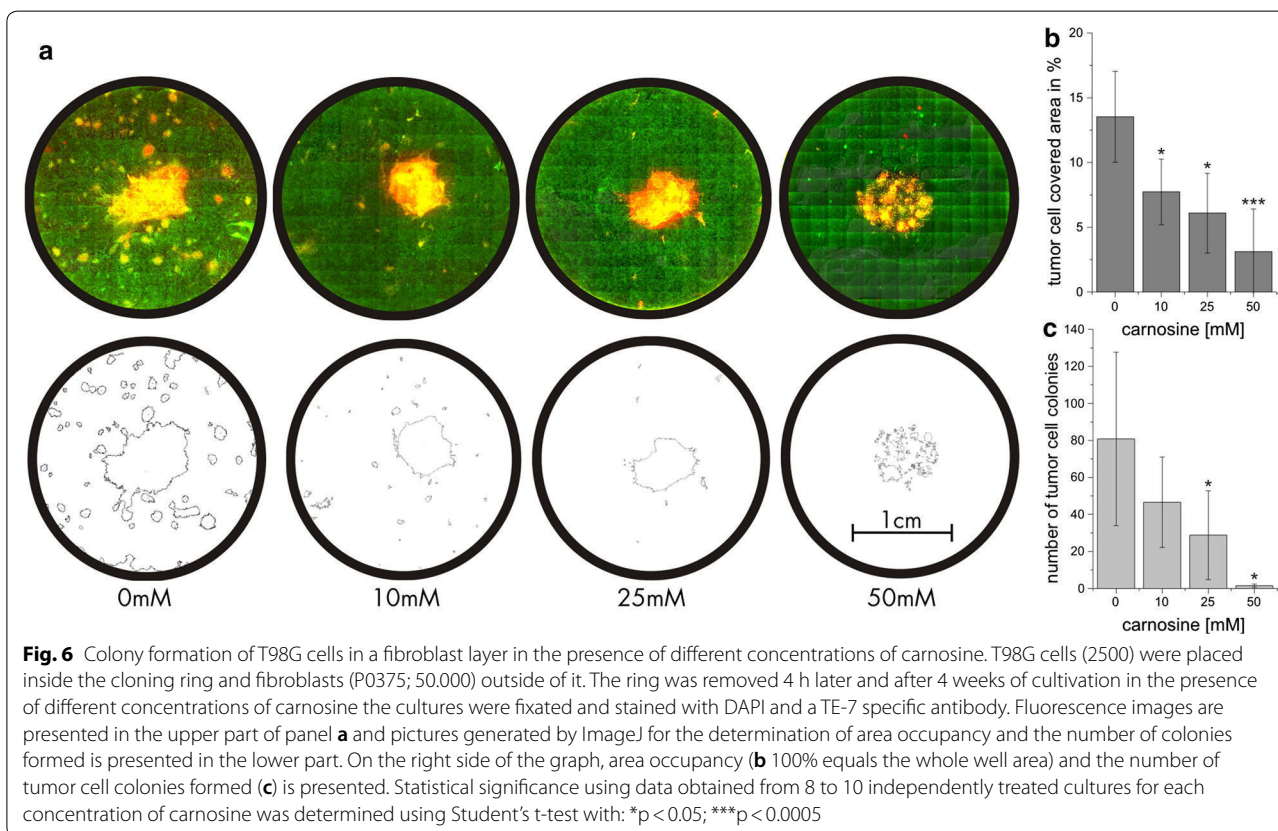 a
0mM
10mM
25mM
50mM
1cm
b
tumor cell covered area in %
20
15
10
5
0
*
*
***
0 10 25 50
carnosine [mM]
c
number of tumor cell colonies
140
120
100
80
60
40
20
0
*
*
0 10 25 50
carnosine [mM]
Fig. 6 Colony formation of T98G cells in a fibroblast layer in the presence of different concentrations of carnosine. T98G cells (2500) were placed
inside the cloning ring and fibroblasts (P0375; 50.000) outside of it. The ring was removed 4 h later and after 4 weeks of cultivation in the presence
of different concentrations of carnosine the cultures were fixated and stained with DAPI and a TE-7 specific antibody. Fluorescence images are
presented in the upper part of panel a and pictures generated by ImageJ for the determination of area occupancy and the number of colonies
formed is presented in the lower part. On the right side of the graph, area occupancy (b 100% equals the whole well area) and the number of
tumor cell colonies formed (c) is presented. Statistical significance using data obtained from 8 to 10 independently treated cultures for each
concentration of carnosine was determined using Student's t-test with: *p < 0.05; ***p < 0.0005